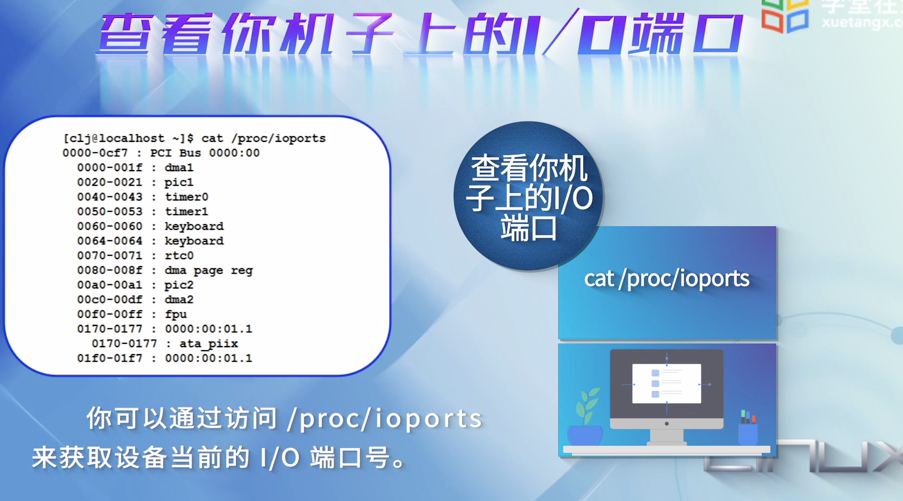 查看你机子上的I/O端口
学堂在线
xuetangx.c
[clj@localhost ~]$ cat /proc/ioports
0000-0cf7 : PCI Bus 0000:00
0000-001f : dma1
0020-0021 : pic1
0040-0043 : timer0
0050-0053 : timer1
0060-0060 : keyboard
0064-0064 : keyboard
0070-0071 : rtc0
0080-008f : dma page reg
00a0-00a1 : pic2
00c0-00df : dma2
00f0-00ff : fpu
0170-0177 : 0000:00:01.1
0170-0177 : ata_piix
01f0-01f7 : 0000:00:01.1
查看你机
子上的I/O
端口
cat /proc/ioports
你可以通过访问 /proc/ioports
来获取设备当前的 I/O 端口号。
Linux